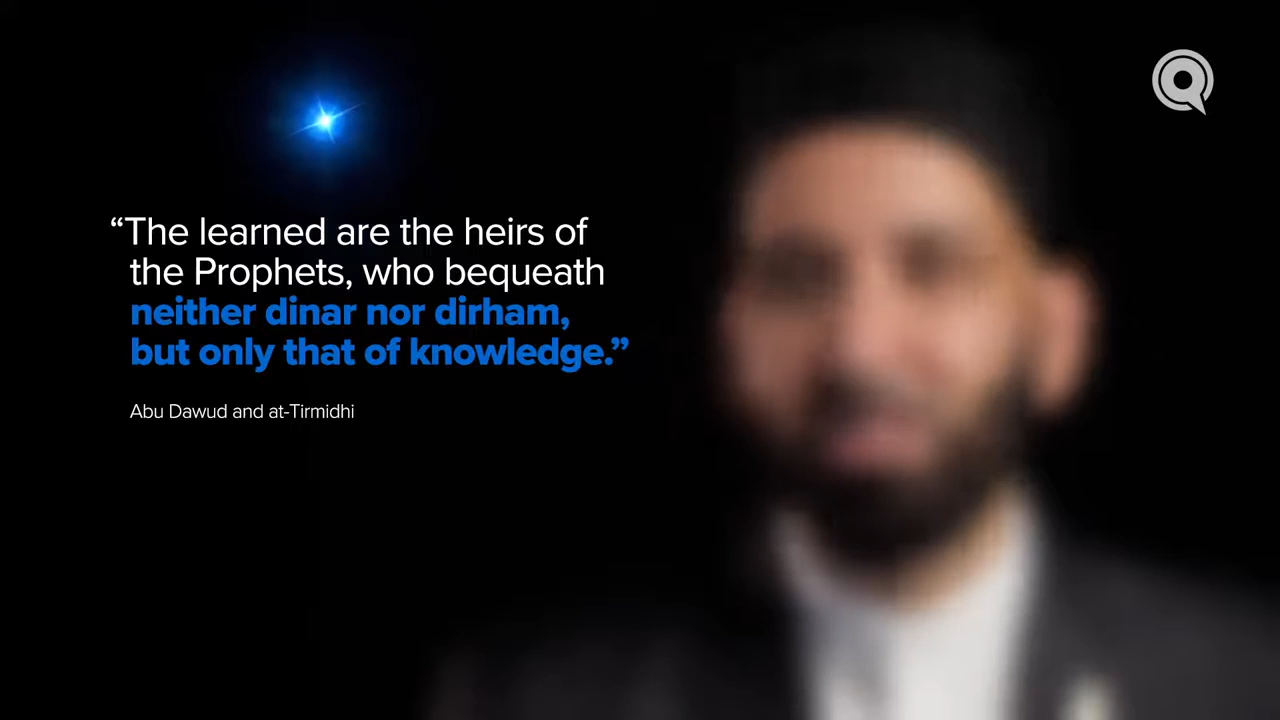 “The learned are the heirs of
the Prophets, who bequeath
neither dinar nor dirham,
but only that of knowledge.”
Abu Dawud and at-Tirmidhi